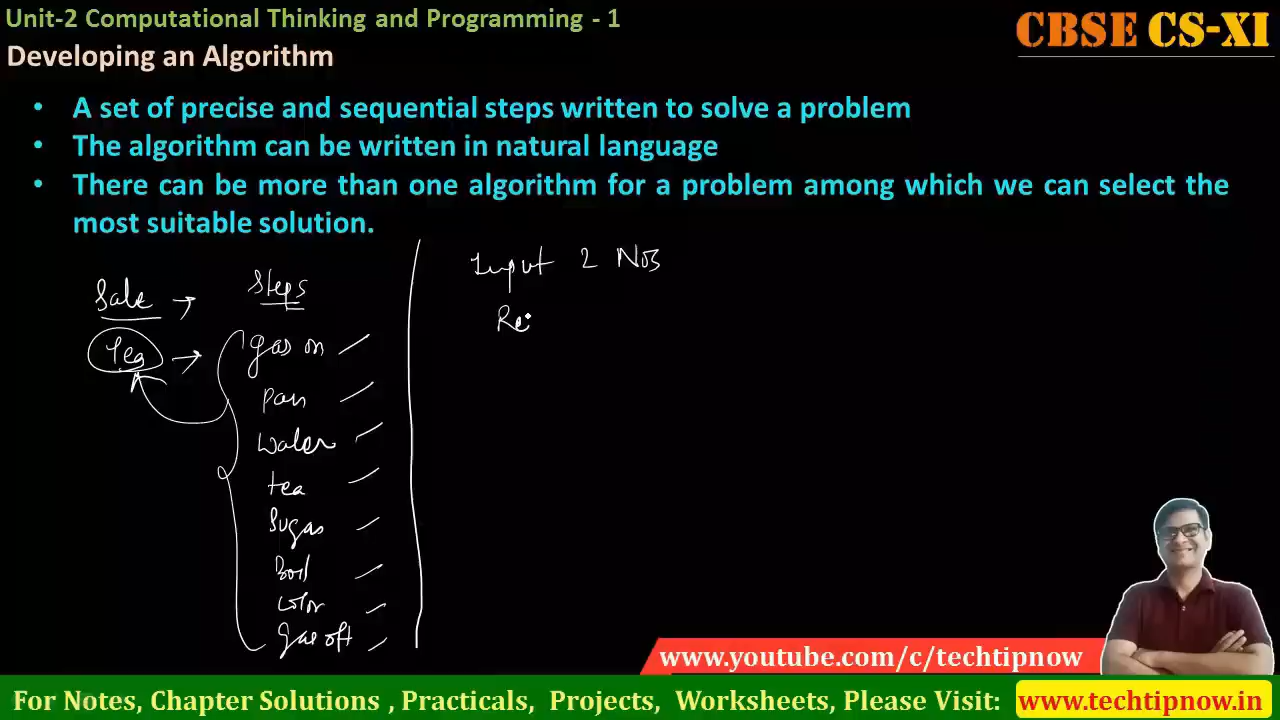 Unit-2 Computational Thinking and Programming - 1
CBSE CS-XI
Developing an Algorithm
• A set of precise and sequential steps written to solve a problem
• The algorithm can be written in natural language
• There can be more than one algorithm for a problem among which we can select the
most suitable solution.
Steps
Tea
gas on
pan
water
tea
Sugar
Boil
color
Gas off
Input 2 Nos
Re
www.youtube.com/c/techtipnow
For Notes, Chapter Solutions , Practicals, Projects, Worksheets, Please Visit: www.techtipnow.in